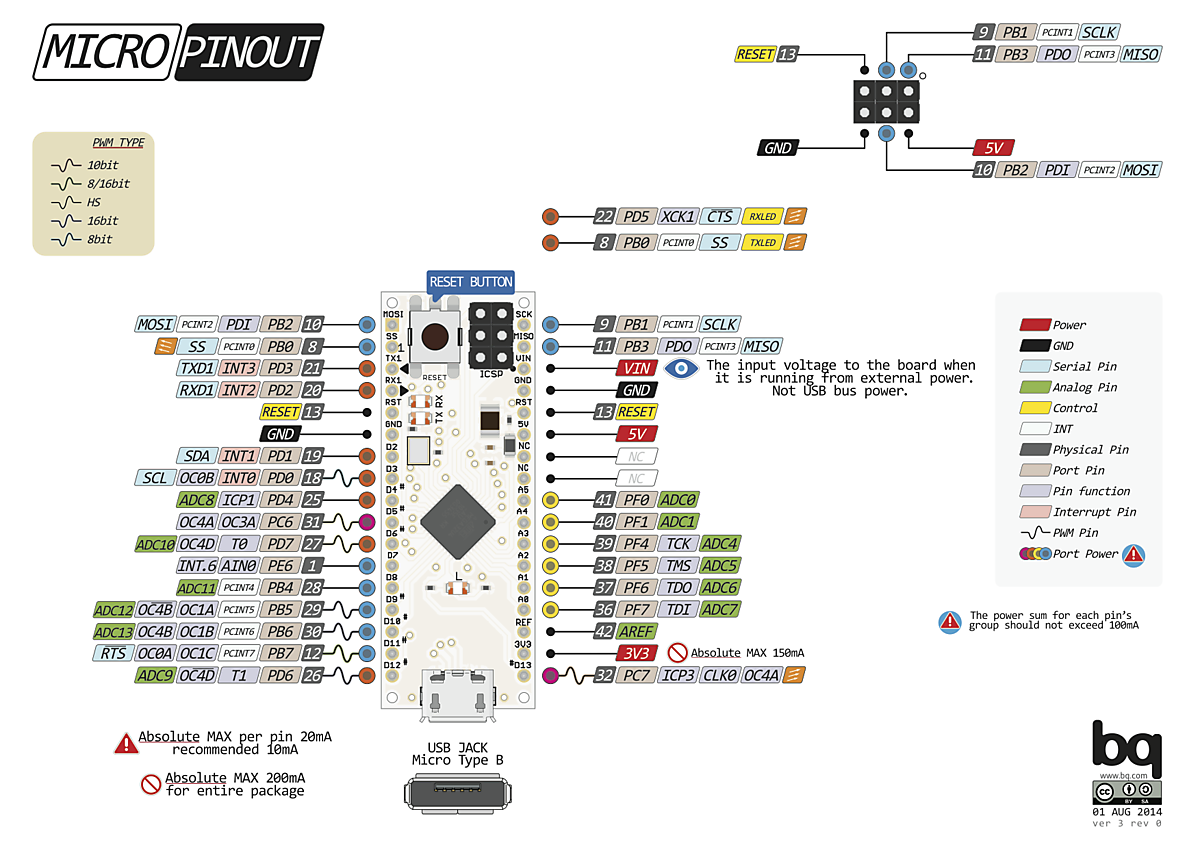 MICRO PINOUT
9 PB1 PCINT1 SCLK
RESET 13
11 PB3 PDO PCINT3 MISO
GND
5V
10 PB2 PDI PCINT2 MOSI
PWM TYPE
10bit
8/16bit
HS
16bit
8bit
22 PD5 XCK1 CTS RXLED
8 PB0 PCINT0 SS TXLED
RESET BUTTON
MOSI PCINT2 PDI PB2 10
SS PCINT0 PB0 8
TXD1 INT3 PD3 21
RXD1 INT2 PD2 20
RESET 13
GND
SDA INT1 PD1 19
SCL OC0B INT0 PD0 18
ADC8 ICP1 PD4 25
OC4A OC3A PC6 31
ADC10 OC4D T0 PD7 27
INT.6 AIN0 PE6 1
ADC11 PCINT4 PB4 28
ADC12 OC4B OC1A PCINT5 PB5 29
ADC13 OC4B OC1B PCINT6 PB6 30
RTS OC0A OC1C PCINT7 PB7 12
ADC9 OC4D T1 PD6 26
MOSI
SS
1
TX1
RX1
RST
GND
D2
D3
D4#
D5
D6#
D7
D8#
D9#
D10#
D11#
D12#
RESET
RX
TX
L
ICSP
SCK
MISO
VIN
GND
RST
5V
NC
NC
A5
A4
A3
A2
A1
A0
REF
3V3
#D13
9 PB1 PCINT1 SCLK
11 PB3 PDO PCINT3 MISO
VIN
The input voltage to the board when
it is running from external power.
Not USB bus power.
GND
13 RESET
5V
NC
NC
41 PF0 ADC0
40 PF1 ADC1
39 PF4 TCK ADC4
38 PF5 TMS ADC5
37 PF6 TDO ADC6
36 PF7 TDI ADC7
42 AREF
3V3 Absolute MAX 150mA
32 PC7 ICP3 CLK0 OC4A
Power
GND
Serial Pin
Analog Pin
Control
INT
Physical Pin
Port Pin
Pin function
Interrupt Pin
PWM Pin
Port Power
The power sum for each pin's
group should not exceed 100mA
Absolute MAX per pin 20mA
recommended 10mA
Absolute MAX 200mA
for entire package
USB JACK
Micro Type B
bq
www.bq.com
cc BY SA
01 AUG 2014
ver 3 rev 0